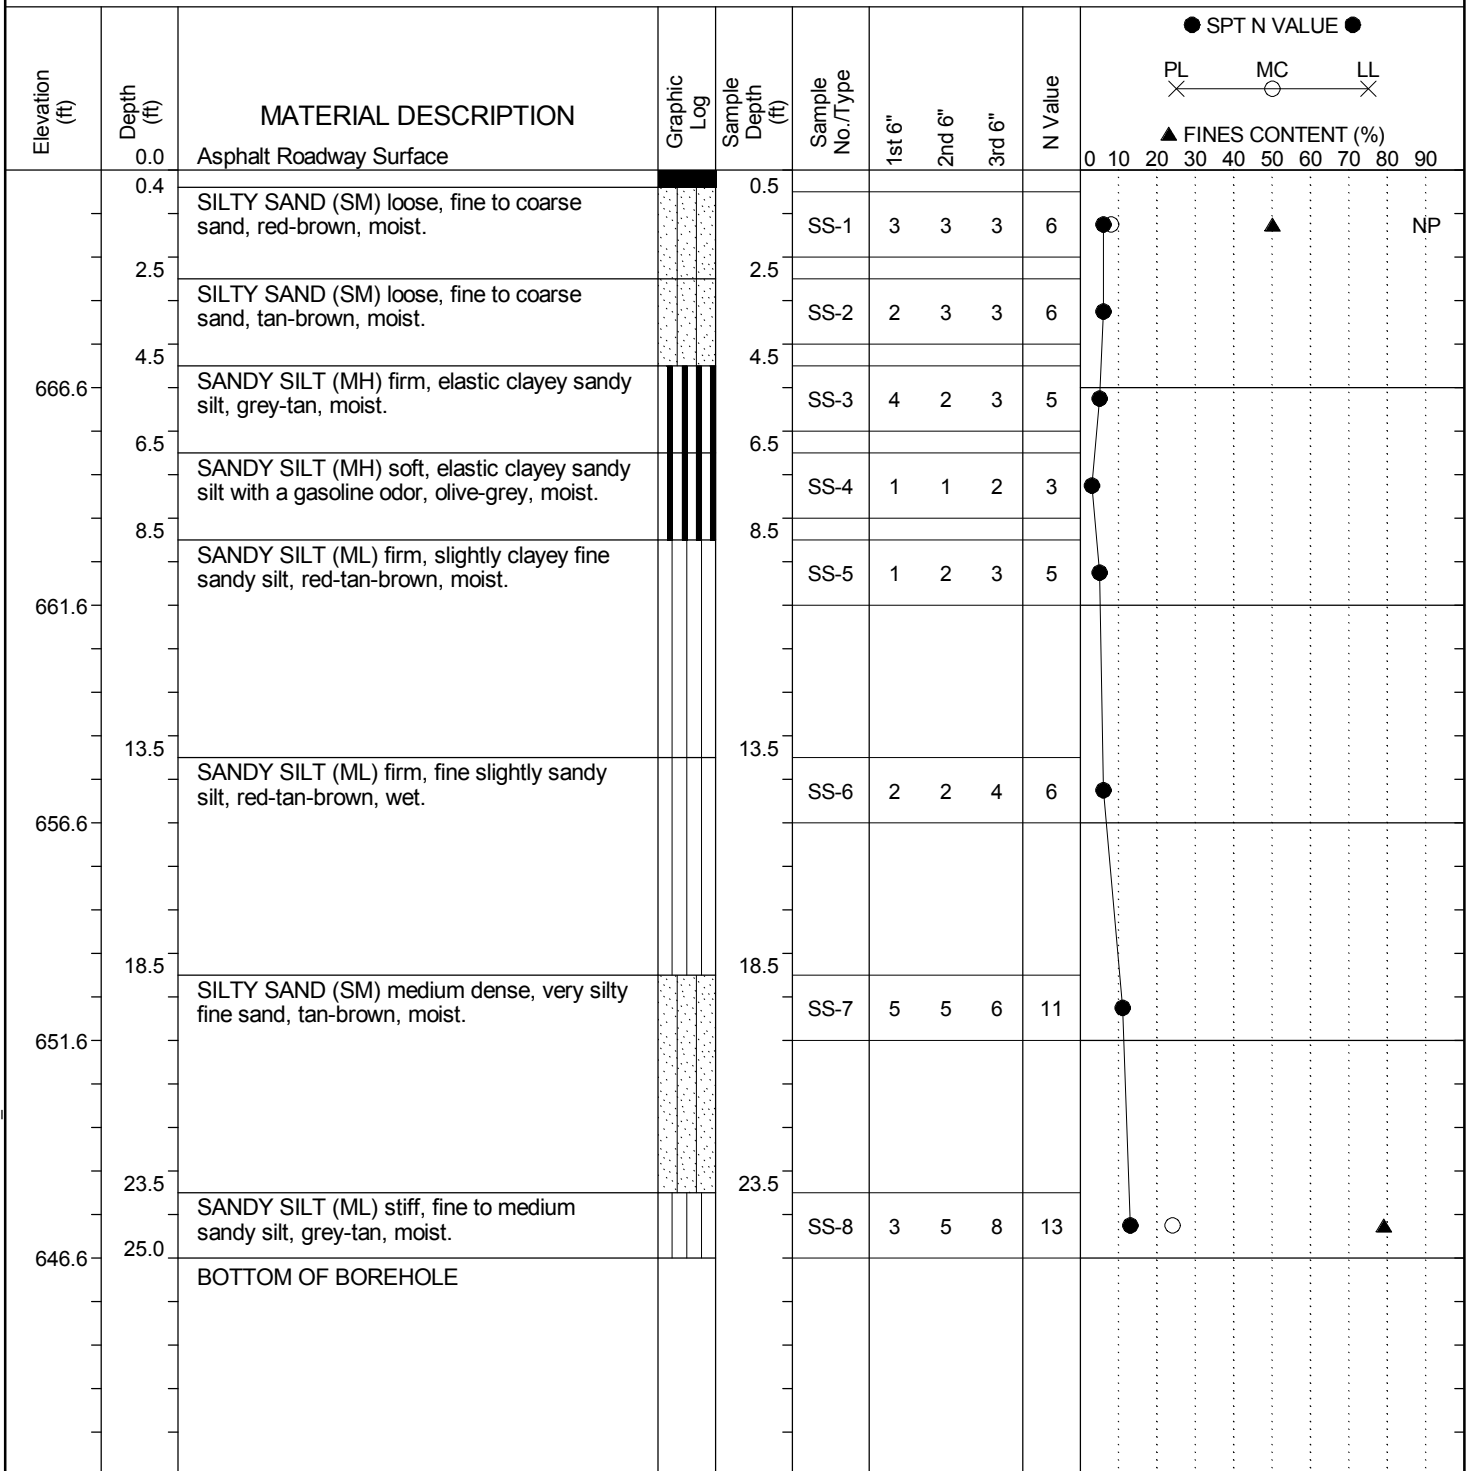 ● SPT N VALUE ●
PL MC LL
▲ FINES CONTENT (%)
0 10 20 30 40 50 60 70 80 90
Elevation (ft)
Depth (ft)
MATERIAL DESCRIPTION
Graphic Log
Sample Depth (ft)
Sample No./Type
1st 6"
2nd 6"
3rd 6"
N Value
0.0 Asphalt Roadway Surface
0.4 0.5
SILTY SAND (SM) loose, fine to coarse
sand, red-brown, moist.
SS-1 3 3 3 6 NP
2.5 2.5
SILTY SAND (SM) loose, fine to coarse
sand, tan-brown, moist.
SS-2 2 3 3 6
4.5 4.5
666.6
SANDY SILT (MH) firm, elastic clayey sandy
silt, grey-tan, moist.
SS-3 4 2 3 5
6.5 6.5
SANDY SILT (MH) soft, elastic clayey sandy
silt with a gasoline odor, olive-grey, moist.
SS-4 1 1 2 3
8.5 8.5
SANDY SILT (ML) firm, slightly clayey fine
sandy silt, red-tan-brown, moist.
SS-5 1 2 3 5
661.6
13.5 13.5
SANDY SILT (ML) firm, fine slightly sandy
silt, red-tan-brown, wet.
SS-6 2 2 4 6
656.6
18.5 18.5
SILTY SAND (SM) medium dense, very silty
fine sand, tan-brown, moist.
SS-7 5 5 6 11
651.6
23.5 23.5
SANDY SILT (ML) stiff, fine to medium
sandy silt, grey-tan, moist.
SS-8 3 5 8 13
646.6 25.0
BOTTOM OF BOREHOLE